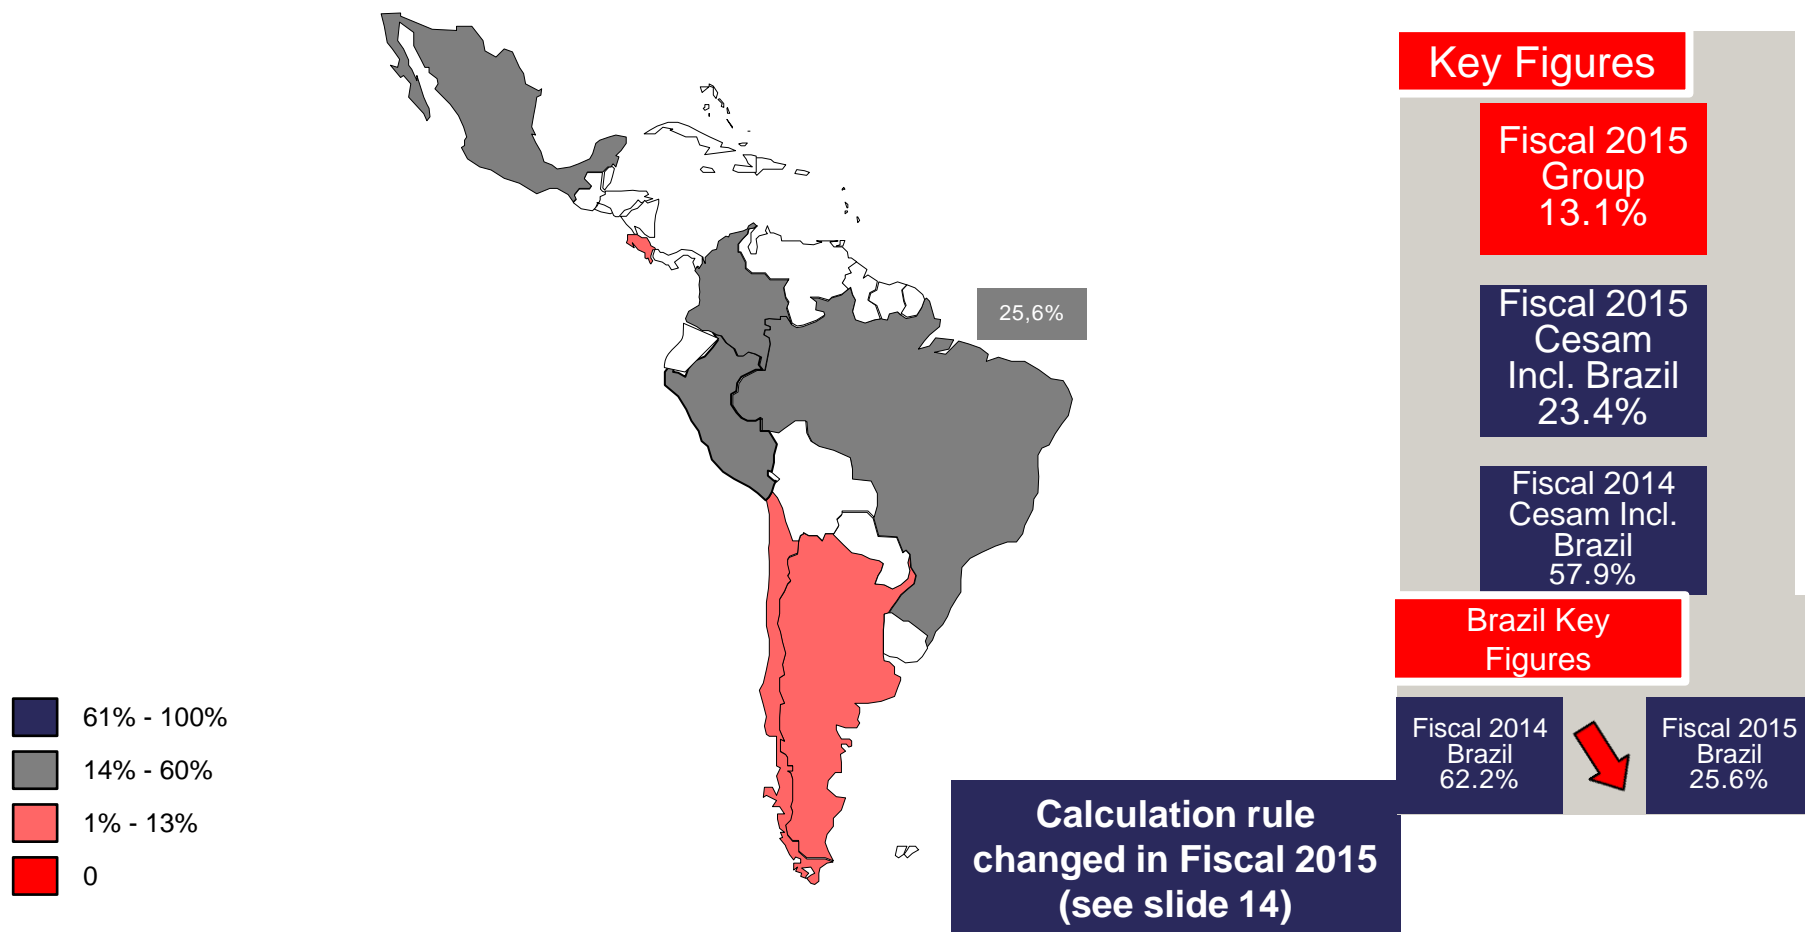 Key Figures
Fiscal 2015
Group
13.1%
25,6%
Fiscal 2015
Cesam
Incl. Brazil
23.4%
Fiscal 2014
Cesam Incl.
Brazil
57.9%
Brazil Key
Figures
61% - 100%
14% - 60%
1% - 13%
0
Fiscal 2014
Brazil
62.2%
Fiscal 2015
Brazil
25.6%
Calculation rule
changed in Fiscal 2015
(see slide 14)